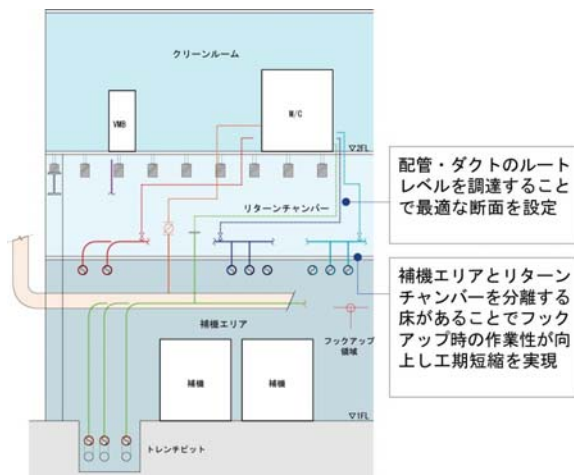 クリーンルーム
VMB
M/C
▽2FL
リターンチャンバー
配管・ダクトのルート
レベルを調達すること
で最適な断面を設定
補機エリアとリターン
チャンバーを分離する
床があることでフック
アップ時の作業性が向
上し工期短縮を実現
補機エリア
フックアップ
領域
補機
補機
▽1FL
トレンチピット